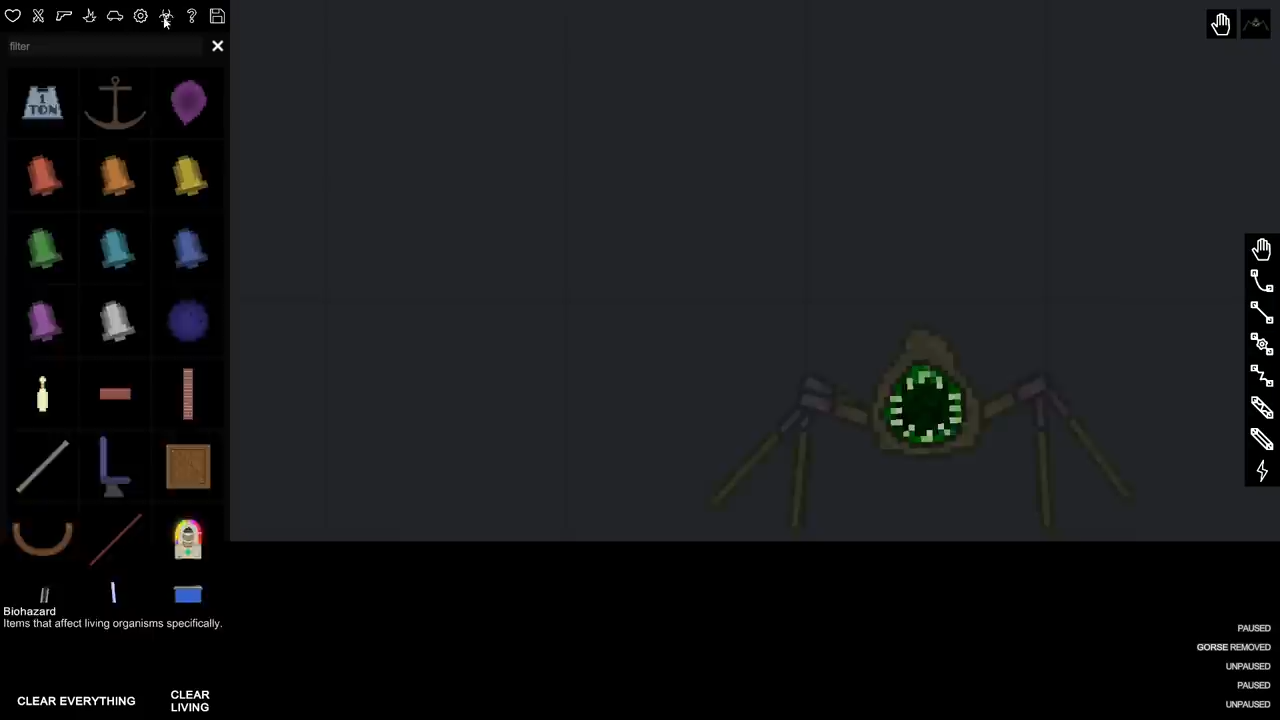 filter
1
TON
Biohazard
Items that affect living organisms specifically.
CLEAR EVERYTHING
CLEAR
LIVING
PAUSED
GORSE REMOVED
UNPAUSED
PAUSED
UNPAUSED